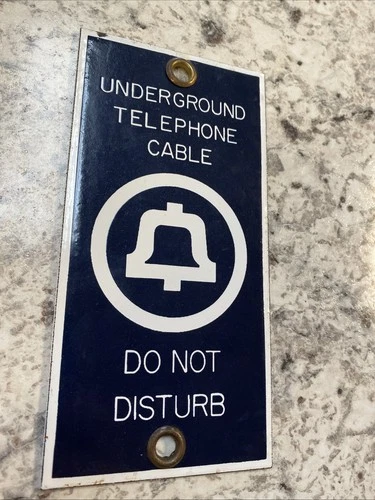 UNDERGROUND
TELEPHONE
CABLE
DO NOT
DISTURB